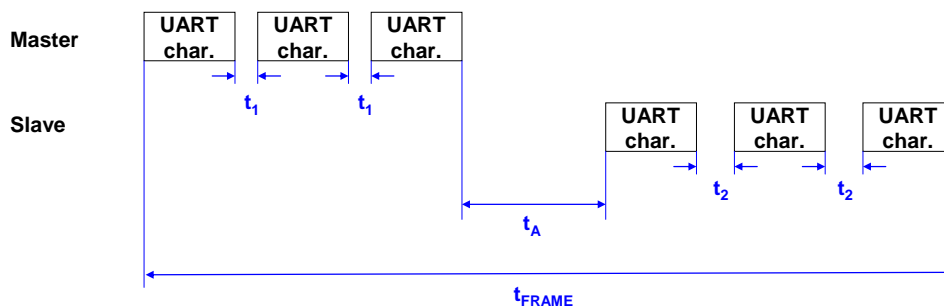 Master
UART
char.
UART
char.
UART
char.
t1
t1
Slave
UART
char.
UART
char.
UART
char.
t2
t2
tA
tFRAME